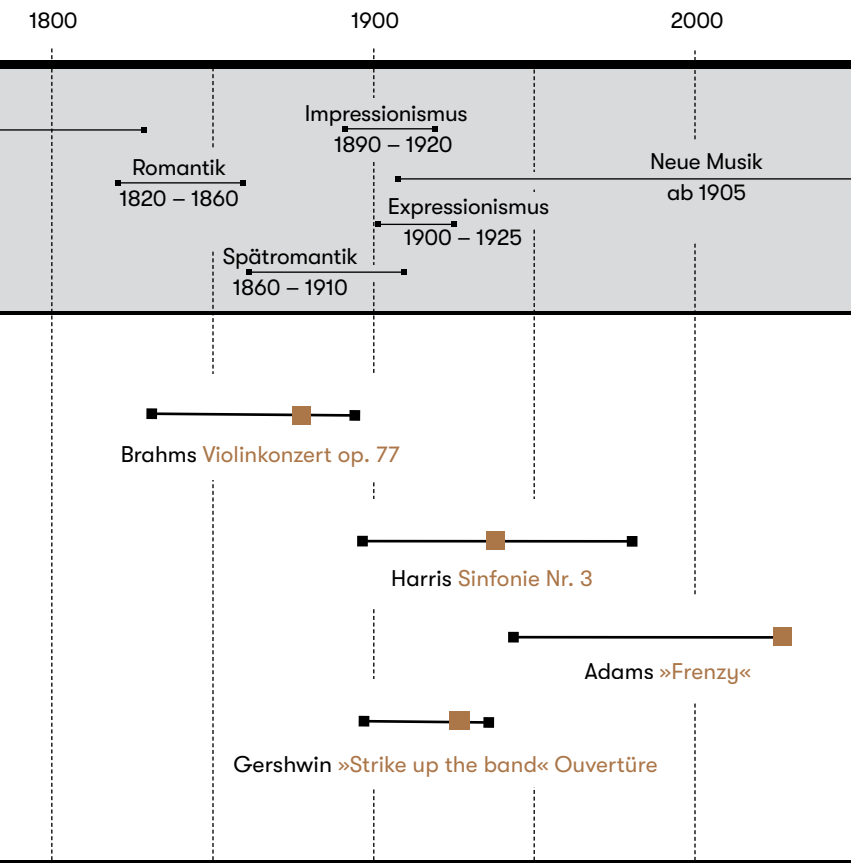 1800 1900 2000
Impressionismus
1890 – 1920
Romantik
1820 – 1860
Neue Musik
ab 1905
Expressionismus
1900 – 1925
Spätromantik
1860 – 1910
Brahms Violinkonzert op. 77
Harris Sinfonie Nr. 3
Adams »Frenzy«
Gershwin »Strike up the band« Ouvertüre